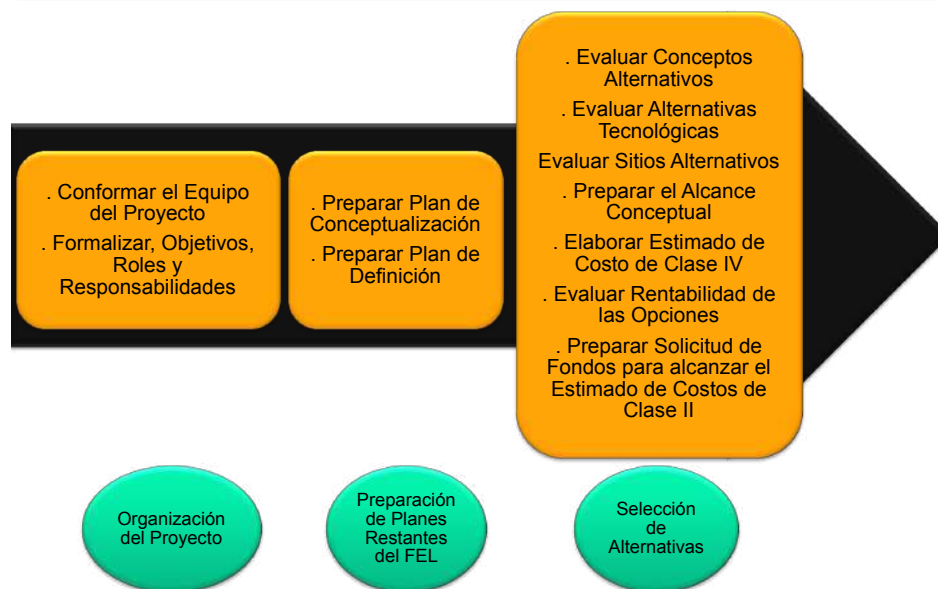 . Conformar el Equipo
del Proyecto
. Formalizar, Objetivos,
Roles y
Responsabilidades
. Preparar Plan de
Conceptualización
. Preparar Plan de
Definición
. Evaluar Conceptos
Alternativos
. Evaluar Alternativas
Tecnológicas
Evaluar Sitios Alternativos
. Preparar el Alcance
Conceptual
. Elaborar Estimado de
Costo de Clase IV
. Evaluar Rentabilidad de
las Opciones
. Preparar Solicitud de
Fondos para alcanzar el
Estimado de Costos de
Clase II
Organización
del Proyecto
Preparación
de Planes
Restantes
del FEL
Selección
de
Alternativas